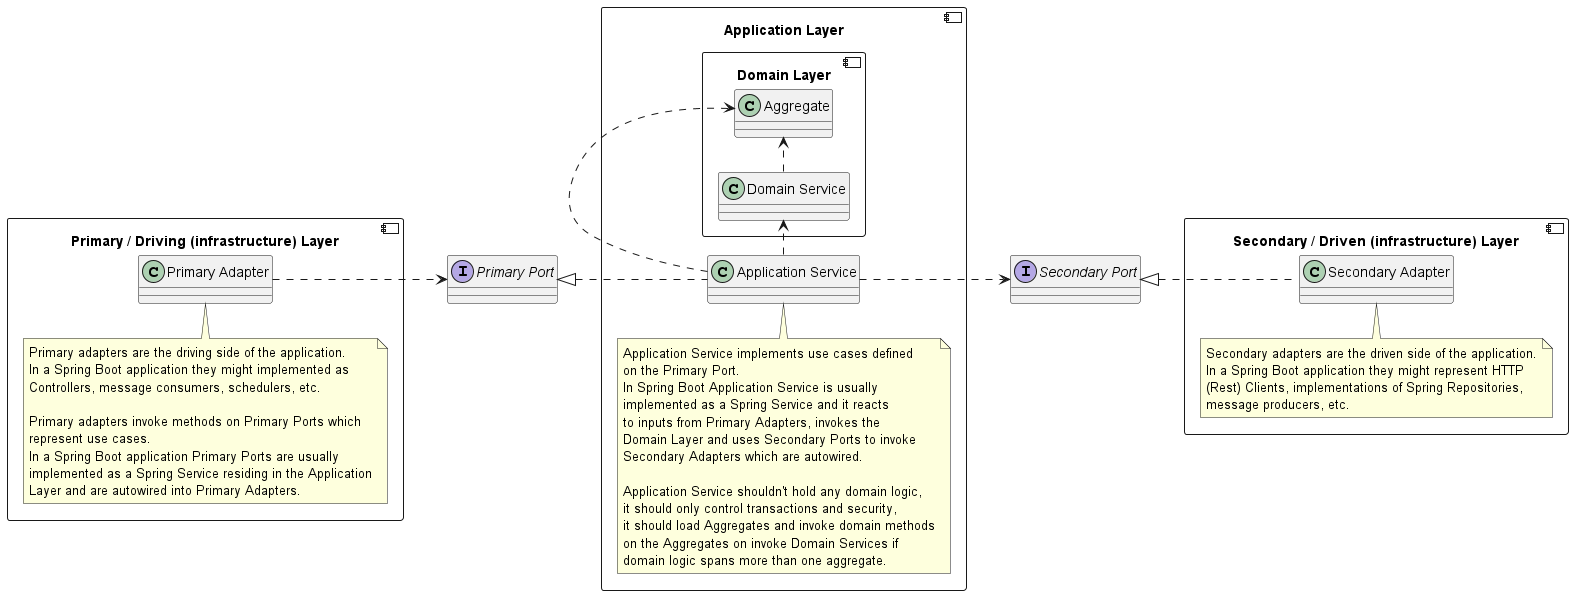 Application Layer
Domain Layer
C Aggregate
C Domain Service
Primary / Driving (infrastructure) Layer
C Primary Adapter
I Primary Port
C Application Service
I Secondary Port
Secondary / Driven (infrastructure) Layer
C Secondary Adapter
Primary adapters are the driving side of the application.
In a Spring Boot application they might implemented as
Controllers, message consumers, schedulers, etc.
Primary adapters invoke methods on Primary Ports which
represent use cases.
In a Spring Boot application Primary Ports are usually
implemented as a Spring Service residing in the Application
Layer and are autowired into Primary Adapters.
Application Service implements use cases defined
on the Primary Port.
In Spring Boot Application Service is usually
implemented as a Spring Service and it reacts
to inputs from Primary Adapters, invokes the
Domain Layer and uses Secondary Ports to invoke
Secondary Adapters which are autowired.
Application Service shouldn't hold any domain logic,
it should only control transactions and security,
it should load Aggregates and invoke domain methods
on the Aggregates on invoke Domain Services if
domain logic spans more than one aggregate.
Secondary adapters are the driven side of the application.
In a Spring Boot application they might represent HTTP
(Rest) Clients, implementations of Spring Repositories,
message producers, etc.